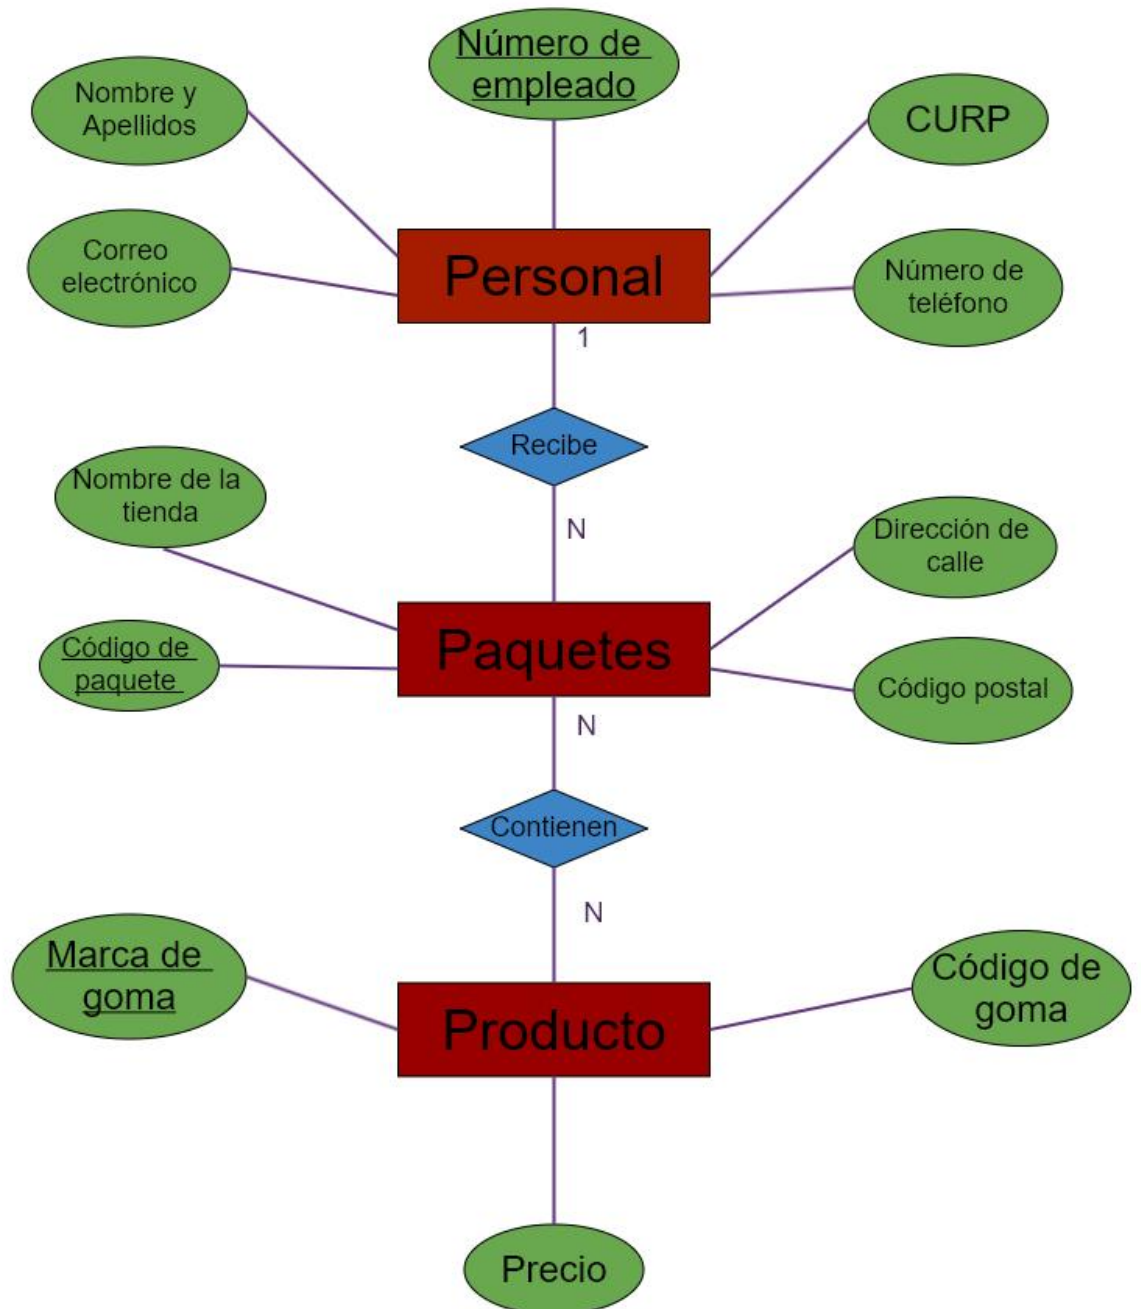 Número de
empleado
Nombre y
Apellidos
CURP
Correo
electrónico
Personal
Número de
teléfono
1
Recibe
N
Nombre de la
tienda
Dirección de
calle
Código de
paquete
Paquetes
Código postal
N
Contienen
N
Marca de
goma
Producto
Código de
goma
Precio